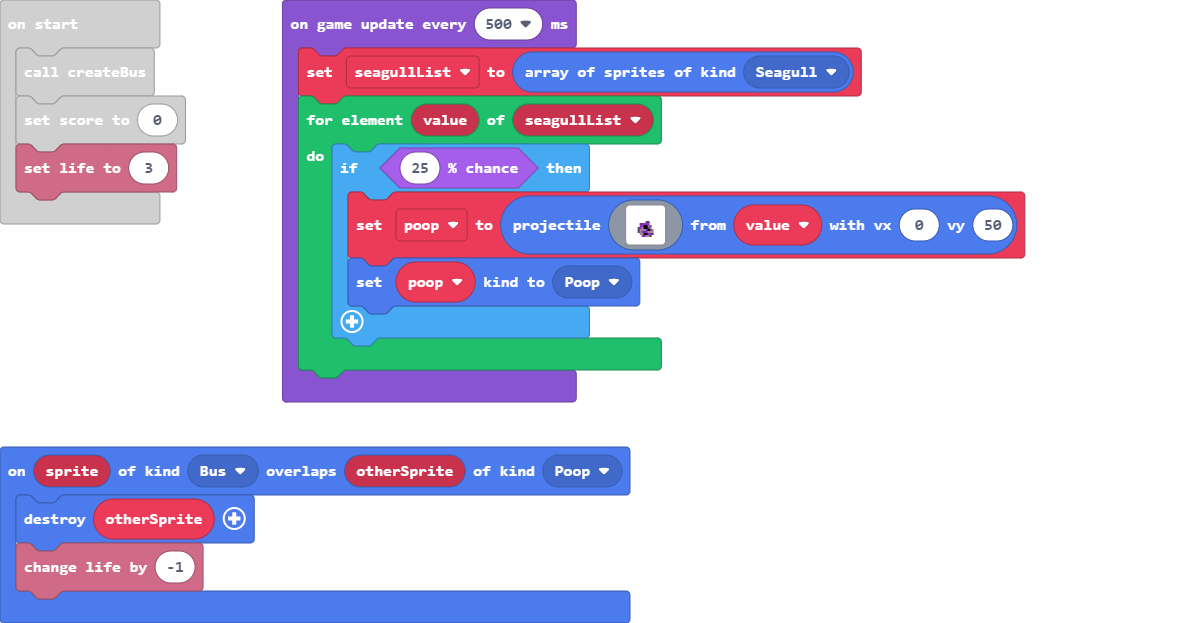 on start
call createBus
set score to 0
set life to 3
on game update every 500 ms
set seagullList to array of sprites of kind Seagull
for element value of seagullList
do
if 25 % chance then
set poop to projectile from value with vx 0 vy 50
set poop kind to Poop
on sprite of kind Bus overlaps otherSprite of kind Poop
destroy otherSprite
change life by -1